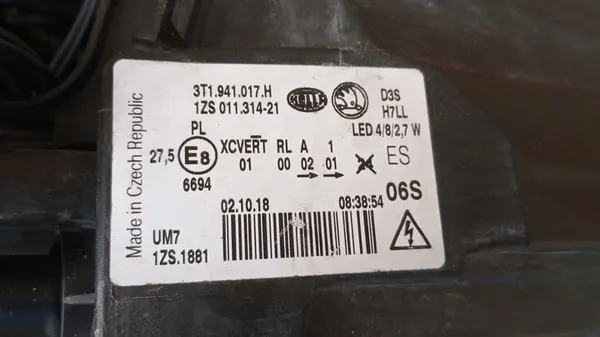 Made in Czech Republic
3T1.941.017.H
1ZS 011.314-21
HELLA
D3S
H7LL
LED 4/8/2,7 W
PL
27,5 E8
XCVERT RL A 1
01 00 02 01
→ →
ES
6694
06S
02.10.18 08:38:54
UM7
1ZS.1881